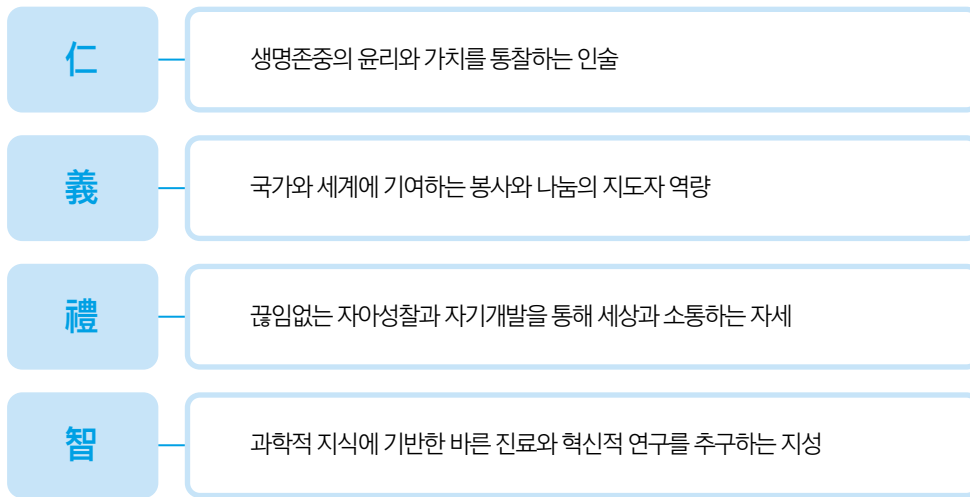 仁
생명존중의 윤리와 가치를 통찰하는 인술
義
국가와 세계에 기여하는 봉사와 나눔의 지도자 역량
禮
끊임없는 자아성찰과 자기개발을 통해 세상과 소통하는 자세
智
과학적 지식에 기반한 바른 진료와 혁신적 연구를 추구하는 지성